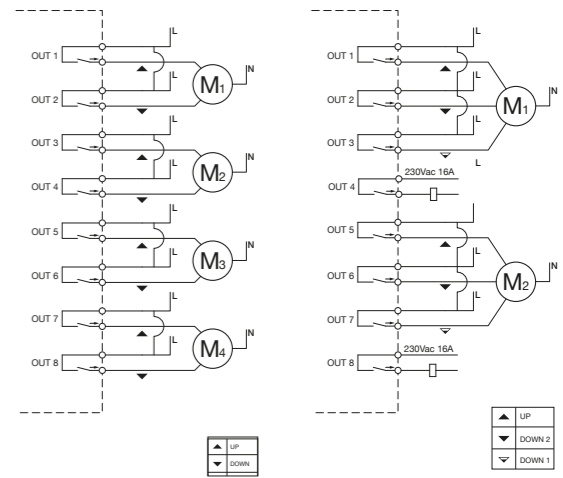 L
OUT 1
N
M1
L
OUT 2
L
OUT 3
N
M2
L
OUT 4
L
OUT 5
N
M3
L
OUT 6
L
OUT 7
N
M4
L
OUT 8
UP
DOWN
L
OUT 1
L
N
OUT 2
M1
L
OUT 3
L
230Vac 16A
OUT 4
L
OUT 5
L
N
OUT 6
M2
L
OUT 7
230Vac 16A
OUT 8
UP
DOWN 2
DOWN 1